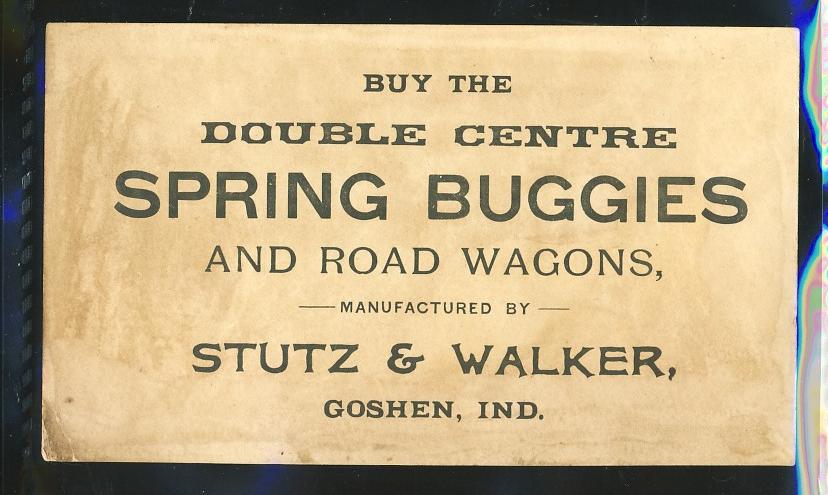 BUY THE
DOUBLE CENTRE
SPRING BUGGIES
AND ROAD WAGONS,
MANUFACTURED BY
STUTZ & WALKER,
GOSHEN, IND.